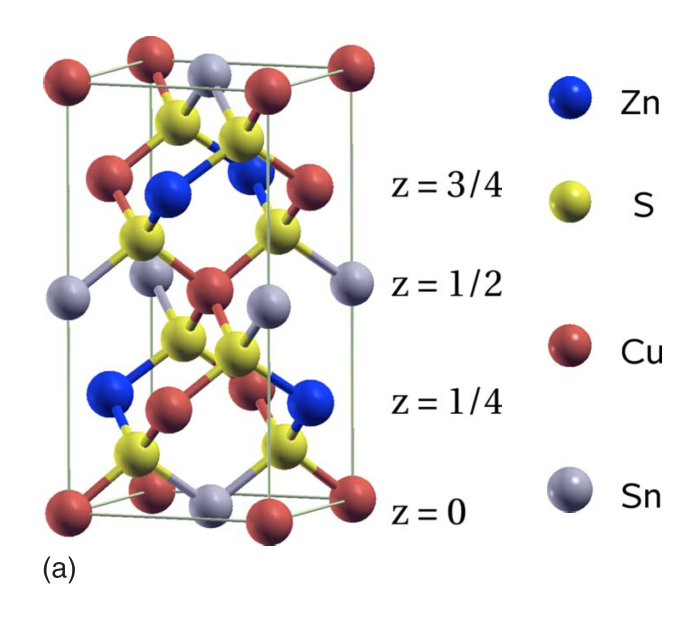 Zn
z = 3/4
S
z = 1/2
Cu
z = 1/4
Sn
z = 0
(a)